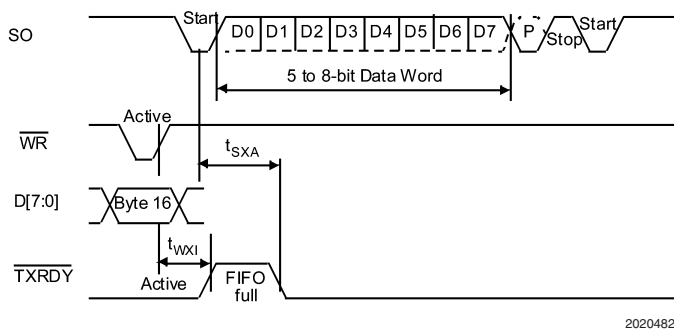 SO
Start
D0 D1 D2 D3 D4 D5 D6 D7
P
Stop
Start
5 to 8-bit Data Word
WR
Active
tSXA
D[7:0]
Byte 16
tWXI
TXRDY
Active
FIFO
full
2020482